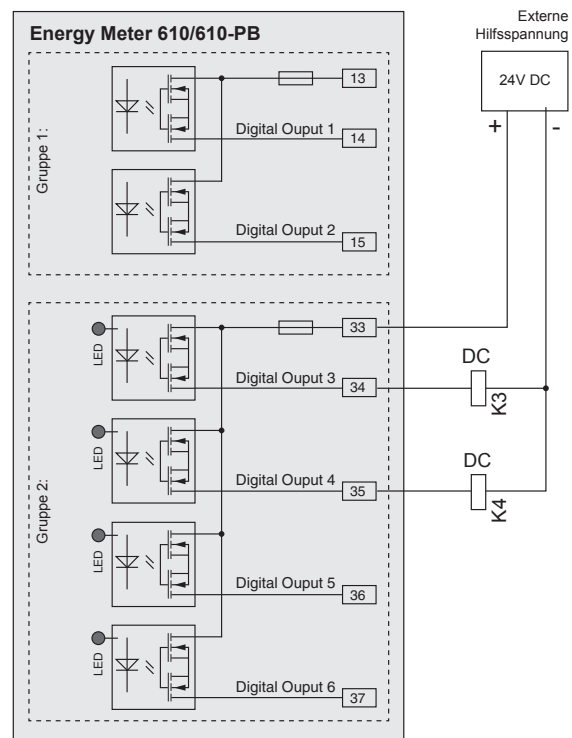 Externe
Hilfsspannung
Energy Meter 610/610-PB
24V DC
+ -
Gruppe 1:
13
Digital Ouput 1 14
Digital Ouput 2 15
Gruppe 2:
LED
33
DC
Digital Ouput 3 34
K3
LED
DC
Digital Ouput 4 35
K4
LED
Digital Ouput 5 36
LED
Digital Ouput 6 37